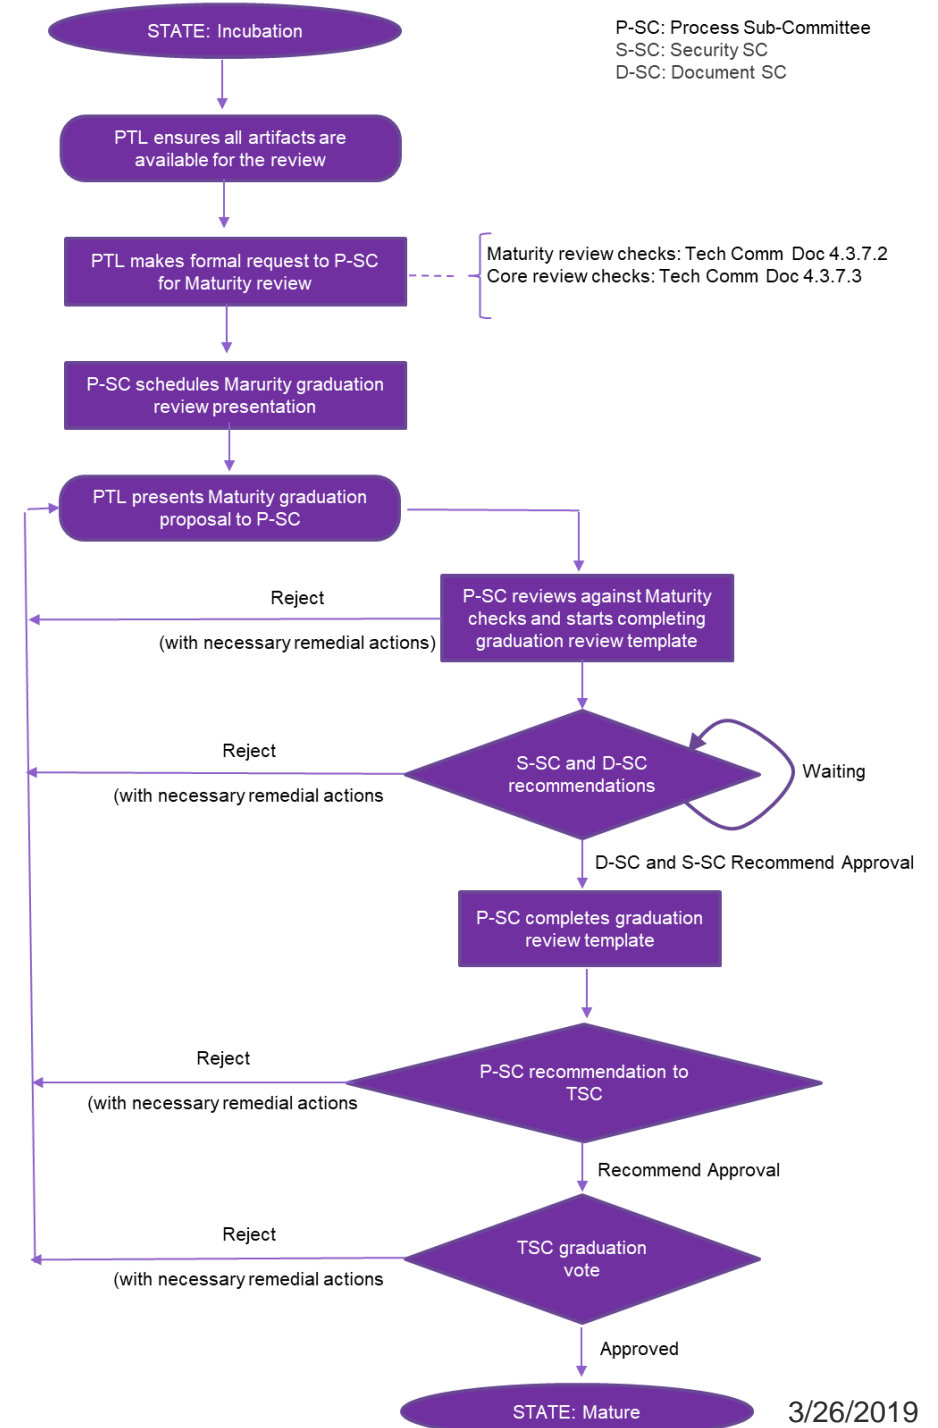 STATE: Incubation
P-SC: Process Sub-Committee
S-SC: Security SC
D-SC: Document SC
PTL ensures all artifacts are
available for the review
PTL makes formal request to P-SC
for Maturity review
Maturity review checks: Tech Comm Doc 4.3.7.2
Core review checks: Tech Comm Doc 4.3.7.3
P-SC schedules Marurity graduation
review presentation
PTL presents Maturity graduation
proposal to P-SC
Reject
(with necessary remedial actions)
P-SC reviews against Maturity
checks and starts completing
graduation review template
Reject
(with necessary remedial actions
S-SC and D-SC
recommendations
Waiting
D-SC and S-SC Recommend Approval
P-SC completes graduation
review template
Reject
(with necessary remedial actions
P-SC recommendation to
TSC
Recommend Approval
Reject
(with necessary remedial actions
TSC graduation
vote
Approved
STATE: Mature
3/26/2019